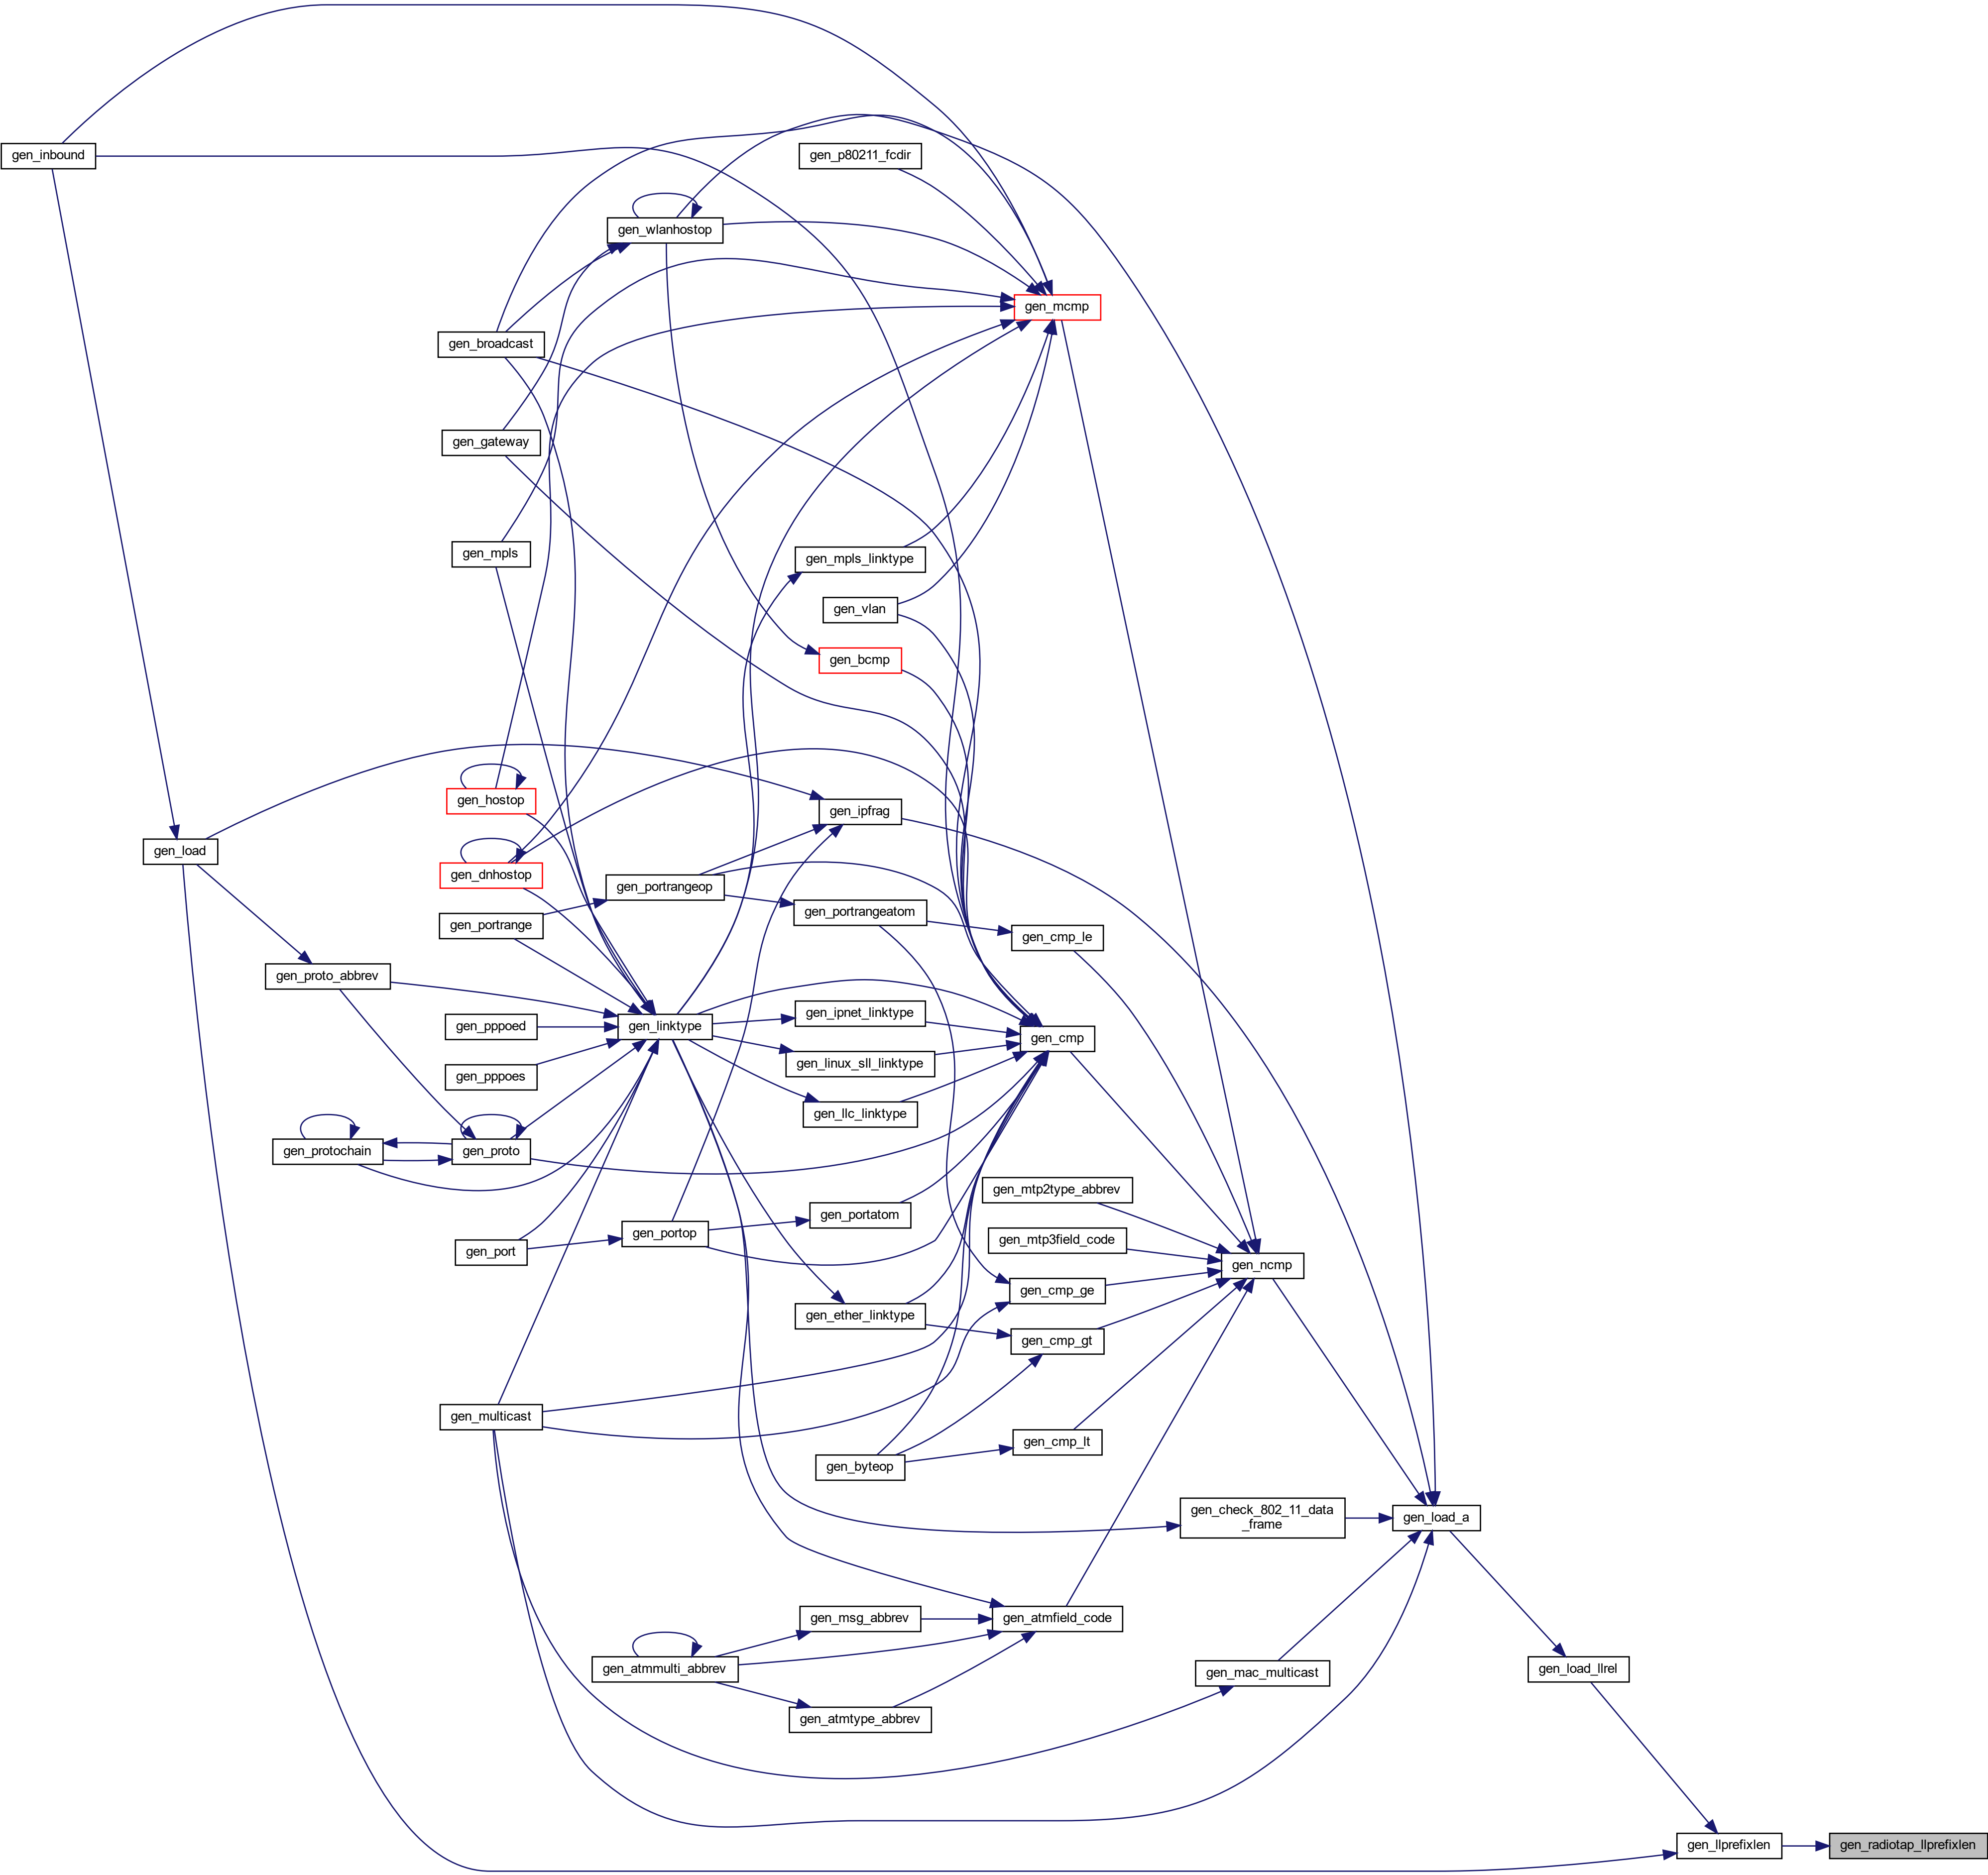 gen_inbound
gen_p80211_fcdir
gen_wlanhostop
gen_mcmp
gen_broadcast
gen_gateway
gen_mpls
gen_mpls_linktype
gen_vlan
gen_bcmp
gen_hostop
gen_ipfrag
gen_load
gen_dnhostop
gen_portrangeop
gen_portrangeatom
gen_portrange
gen_cmp_le
gen_proto_abbrev
gen_ipnet_linktype
gen_pppoed
gen_linktype
gen_cmp
gen_linux_sll_linktype
gen_pppoes
gen_llc_linktype
gen_protochain
gen_proto
gen_mtp2type_abbrev
gen_portatom
gen_portop
gen_mtp3field_code
gen_port
gen_ncmp
gen_cmp_ge
gen_ether_linktype
gen_cmp_gt
gen_multicast
gen_cmp_lt
gen_byteop
gen_check_802_11_data
_frame
gen_load_a
gen_msg_abbrev
gen_atmfield_code
gen_atmmulti_abbrev
gen_mac_multicast
gen_load_llrel
gen_atmtype_abbrev
gen_llprefixlen
gen_radiotap_llprefixlen